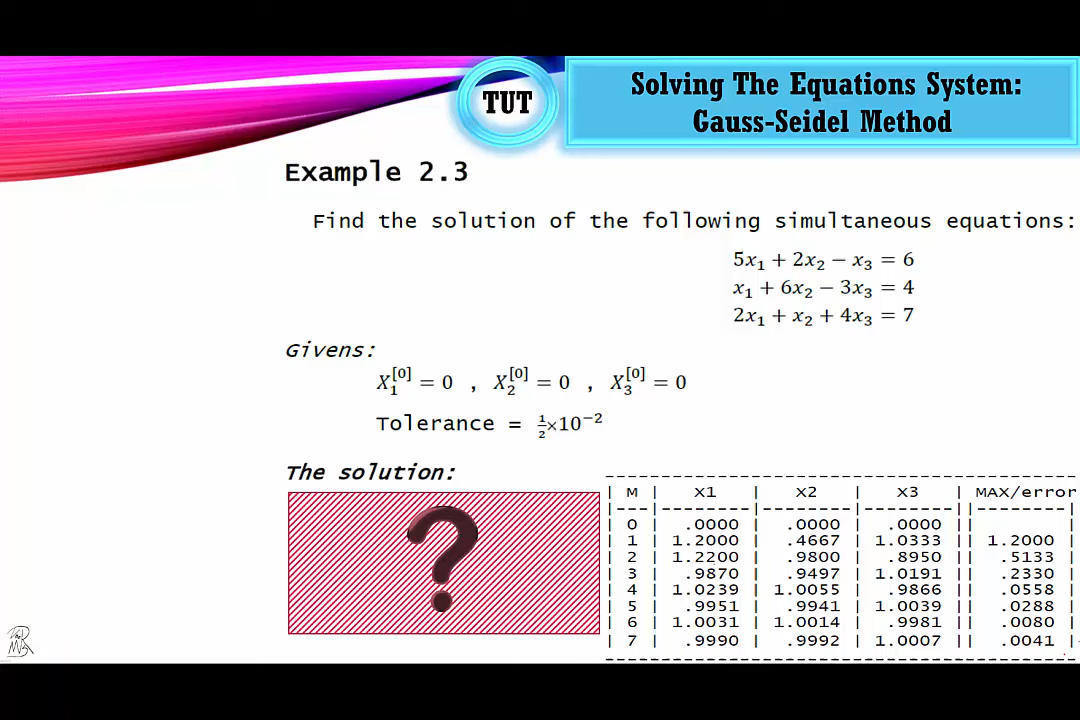 TUT
Solving The Equations System:
Gauss-Seidel Method
Example 2.3
Find the solution of the following simultaneous equations:
5x₁ + 2x₂ − x₃ = 6
x₁ + 6x₂ − 3x₃ = 4
2x₁ + x₂ + 4x₃ = 7
Givens:
X₁^[0] = 0 , X₂^[0] = 0 , X₃^[0] = 0
Tolerance = ½×10⁻²
The solution:
?
| M | X1 | X2 | X3 | MAX/error
| 0 | .0000 | .0000 | .0000 ||
| 1 | 1.2000 | .4667 | 1.0333 || 1.2000 |
| 2 | 1.2200 | .9800 | .8950 || .5133 |
| 3 | .9870 | .9497 | 1.0191 || .2330 |
| 4 | 1.0239 | 1.0055 | .9866 || .0558 |
| 5 | .9951 | .9941 | 1.0039 || .0288 |
| 6 | 1.0031 | 1.0014 | .9981 || .0080 |
| 7 | .9990 | .9992 | 1.0007 || .0041 |